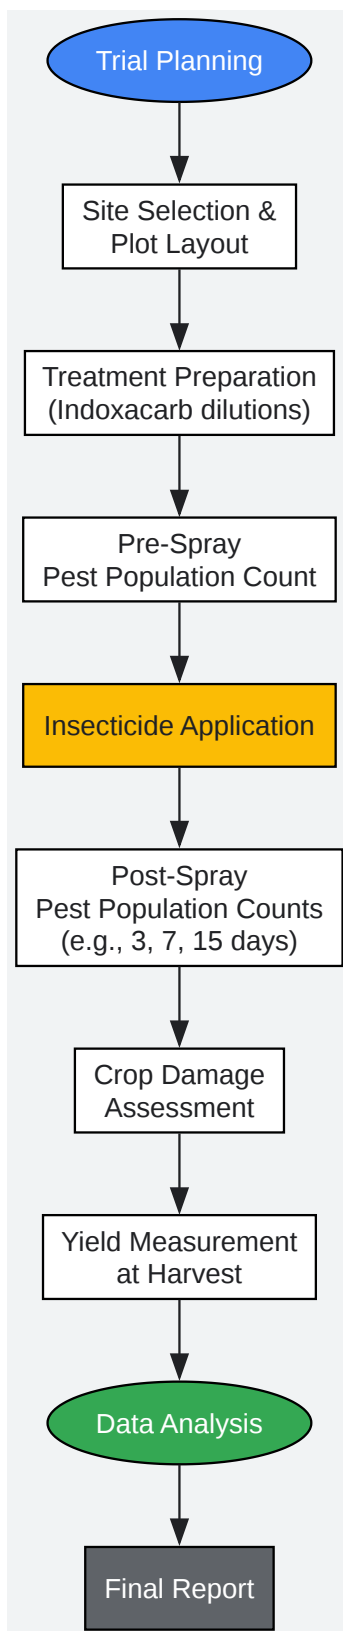 Trial Planning
Site Selection &
Plot Layout
Treatment Preparation
(Indoxacarb dilutions)
Pre-Spray
Pest Population Count
Insecticide Application
Post-Spray
Pest Population Counts
(e.g., 3, 7, 15 days)
Crop Damage
Assessment
Yield Measurement
at Harvest
Data Analysis
Final Report